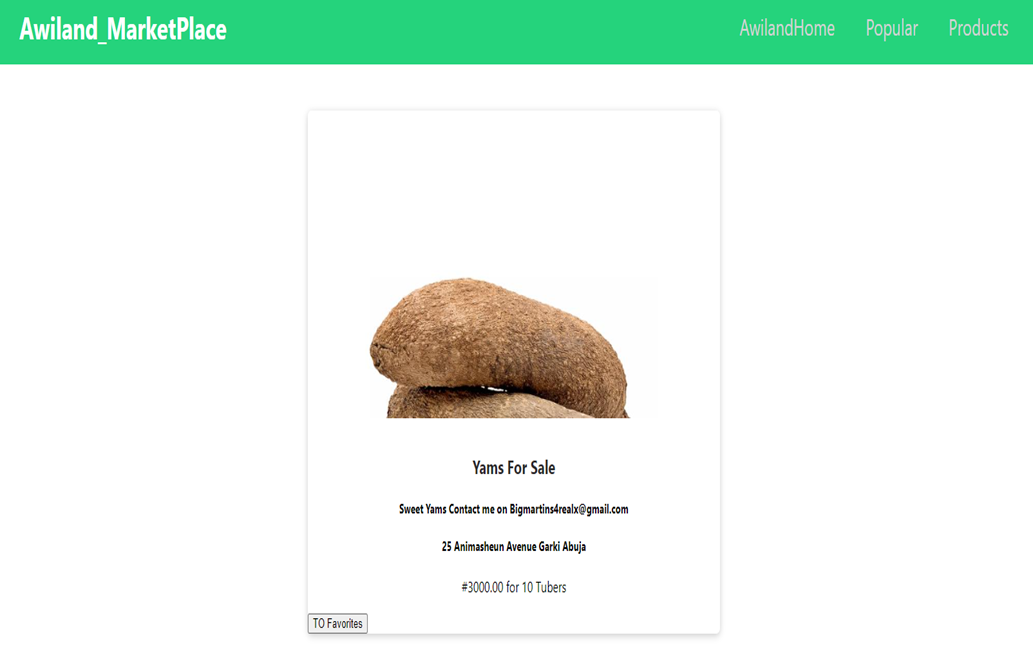 Awiland_MarketPlace
AwilandHome Popular Products
Yams For Sale
Sweet Yams Contact me on Bigmartins4realx@gmail.com
25 Animasheun Avenue Garki Abuja
#3000.00 for 10 Tubers
TO Favorites